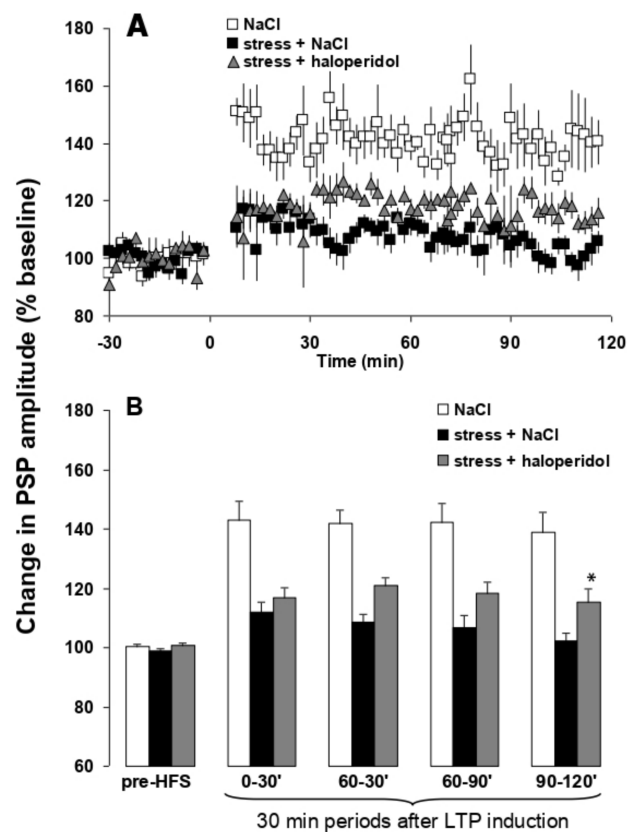 A
NaCl
stress + NaCl
stress + haloperidol
180
160
140
120
100
80
-30 0 30 60 90 120
Time (min)
Change in PSP amplitude (% baseline)
B
NaCl
stress + NaCl
stress + haloperidol
180
160
140
120
100
80
60
*
pre-HFS 0-30' 60-30' 60-90' 90-120'
30 min periods after LTP induction